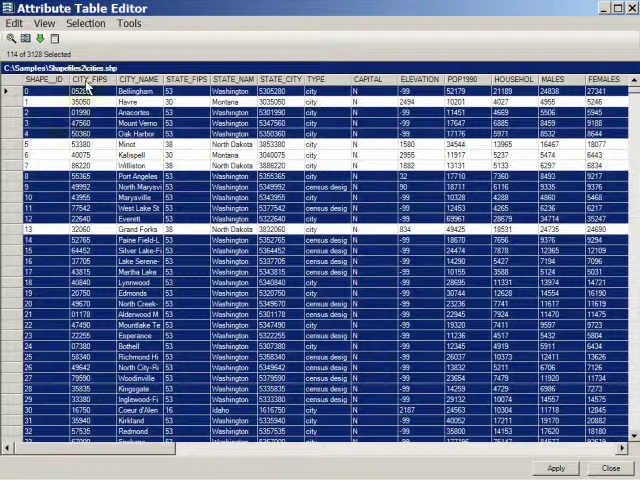 Attribute Table Editor
Edit View Selection Tools
114 of 3128 Selected
C:\Samples\Shapefiles2\cities.shp
SHAPE__ID CITY_FIPS CITY_NAME STATE_FIPS STATE_NAM STATE_CITY TYPE CAPITAL ELEVATION POP1990 HOUSEHOL MALES FEMALES
0 05280 Bellingham 53 Washington 5305280 city N -99 52179 21189 24838 27341
1 35050 Havre 30 Montana 3035050 city N 2494 10201 4027 4955 5246
2 01990 Anacortes 53 Washington 5301990 city N -99 11451 4669 5506 5945
3 47560 Mount Verno 53 Washington 5347560 city N -99 17647 6885 8459 9188
4 50360 Oak Harbor 53 Washington 5350360 city N -99 17176 5971 8532 8644
5 53380 Minot 38 North Dakota 3853380 city N 1580 34544 13965 16467 18077
6 40075 Kalispell 30 Montana 3040075 city N 2955 11917 5237 5474 6443
7 86220 Williston 38 North Dakota 3886220 city N 1882 13131 5133 6297 6834
8 55365 Port Angeles 53 Washington 5355365 city N 32 17710 7360 8493 9217
9 49992 North Marysvi 53 Washington 5349992 census desig N 90 18711 6116 9335 9376
10 43955 Marysville 53 Washington 5343955 city N -99 10328 4288 4860 5468
11 77542 West Lake St 53 Washington 5377542 census desig N -99 12453 4265 6236 6217
12 22640 Everett 53 Washington 5322640 city N -99 69961 28679 34714 35247
13 32060 Grand Forks 38 North Dakota 3832060 city N 834 49425 18531 24735 24690
14 52765 Paine Field-L 53 Washington 5352765 census desig N -99 18670 7656 9376 9294
15 64452 Silver Lake-Fi 53 Washington 5364452 census desig N -99 24474 7878 12365 12109
16 37705 Lake Serene- 53 Washington 5337705 census desig N -99 14290 5427 7194 7096
17 43815 Martha Lake 53 Washington 5343815 census desig N -99 10155 3588 5124 5031
18 40840 Lynnwood 53 Washington 5340840 city N -99 28695 11331 13974 14721
19 20750 Edmonds 53 Washington 5320750 city N -99 30744 12628 14554 16190
20 49670 North Creek- 53 Washington 5349670 census desig N -99 23236 7741 11617 11619
21 01178 Alderwood M 53 Washington 5301178 census desig N -99 22945 7924 11470 11475
22 47490 Mountlake Te 53 Washington 5347490 city N -99 19320 7411 9597 9723
23 22255 Esperance 53 Washington 5322255 census desig N -99 11236 4517 5432 5804
24 07380 Bothell 53 Washington 5307380 city N -99 12345 4919 5911 6434
25 58340 Richmond Hi 53 Washington 5358340 census desig N -99 26037 10373 12411 13626
26 49642 North City-Ri 53 Washington 5349642 census desig N -99 13832 5211 6706 7126
27 79590 Woodinville 53 Washington 5379590 census desig N -99 23654 7479 11920 11734
28 35835 Kingsgate 53 Washington 5335835 census desig N -99 14259 4729 6986 7273
29 33380 Inglewood-Fi 53 Washington 5333380 census desig N -99 29132 10074 14557 14575
30 16750 Coeur d'Alen 16 Idaho 1616750 city N 2187 24563 10304 11718 12845
31 35940 Kirkland 53 Washington 5335940 city N -99 40052 17211 19170 20882
32 57535 Redmond 53 Washington 5357535 city N -99 35800 14153 17645 18155
Apply Close